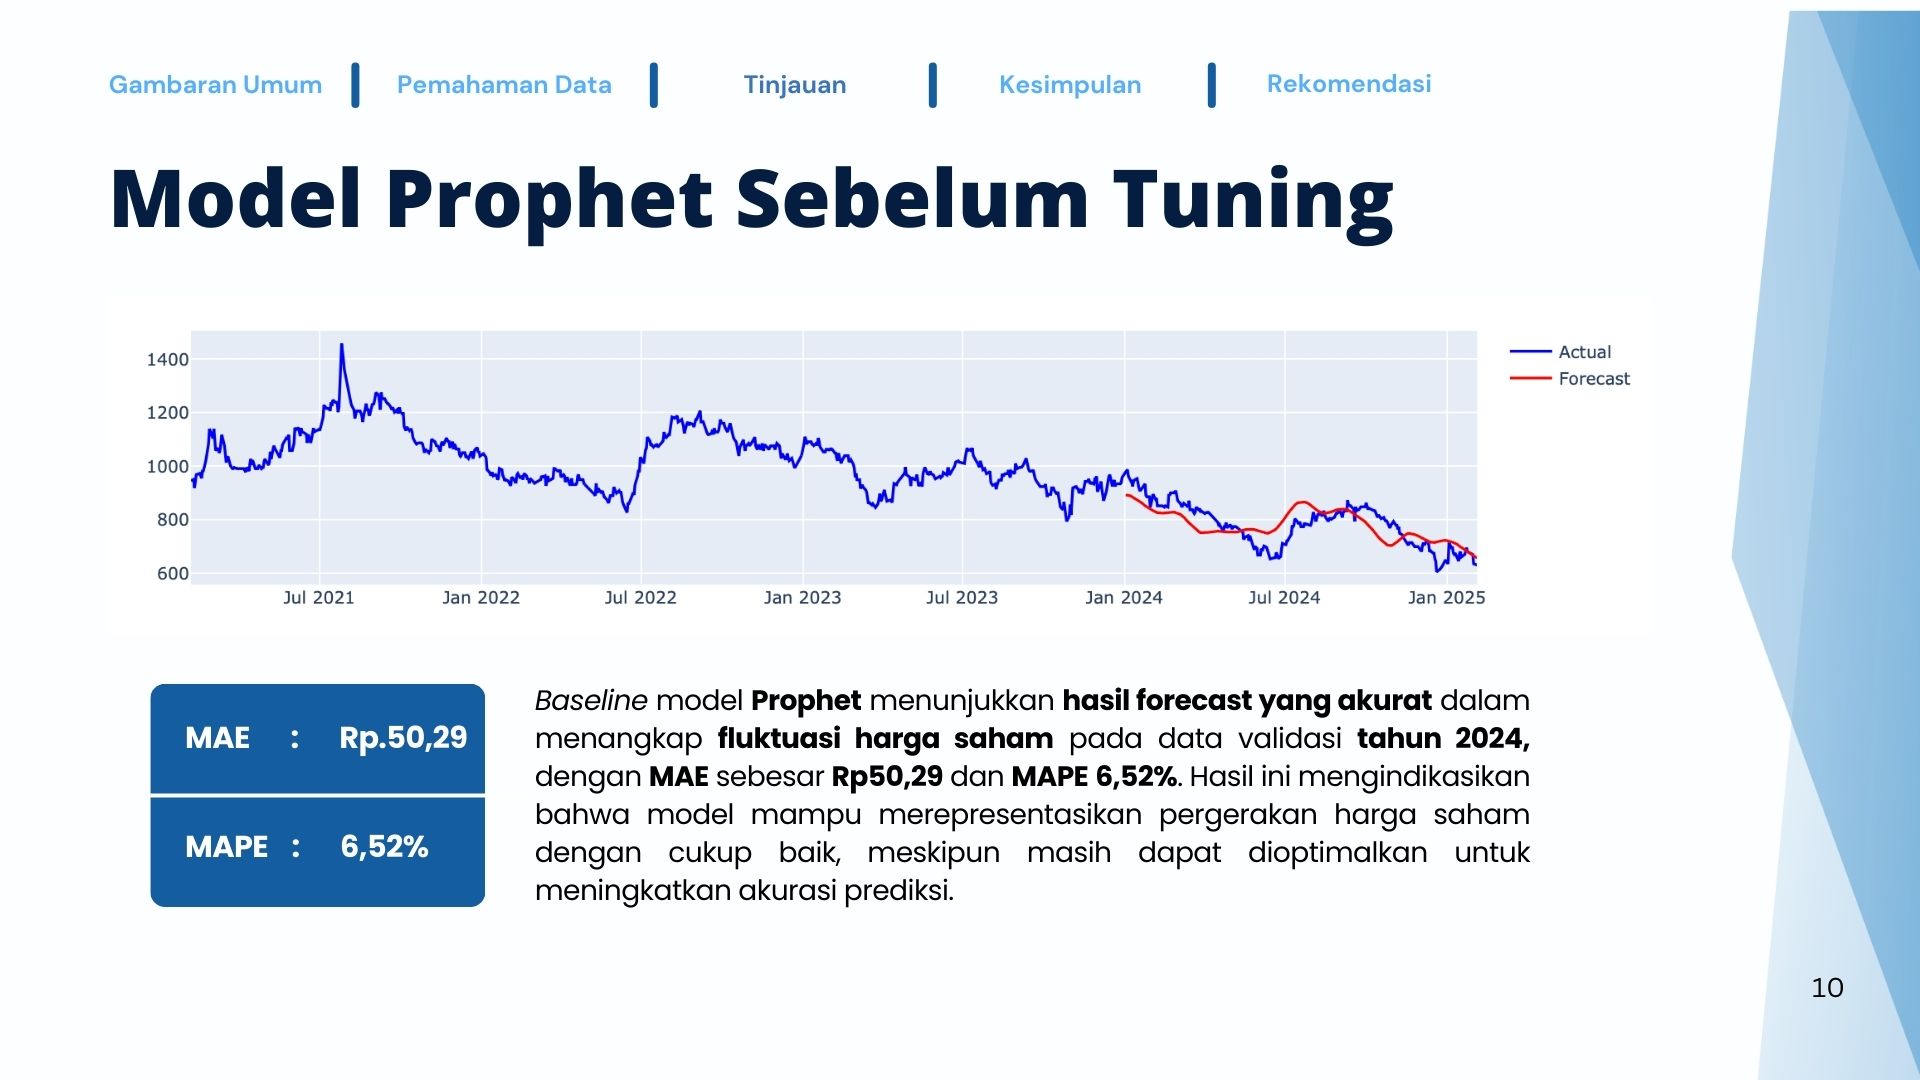 Gambaran Umum
Pemahaman Data
Tinjauan
Kesimpulan
Rekomendasi
Model Prophet Sebelum Tuning
1400
1200
1000
800
600
Jul 2021
Jan 2022
Jul 2022
Jan 2023
Jul 2023
Jan 2024
Jul 2024
Jan 2025
Actual
Forecast
MAE : Rp.50,29
MAPE : 6,52%
Baseline model Prophet menunjukkan hasil forecast yang akurat dalam
menangkap fluktuasi harga saham pada data validasi tahun 2024,
dengan MAE sebesar Rp50,29 dan MAPE 6,52%. Hasil ini mengindikasikan
bahwa model mampu merepresentasikan pergerakan harga saham
dengan cukup baik, meskipun masih dapat dioptimalkan untuk
meningkatkan akurasi prediksi.
10